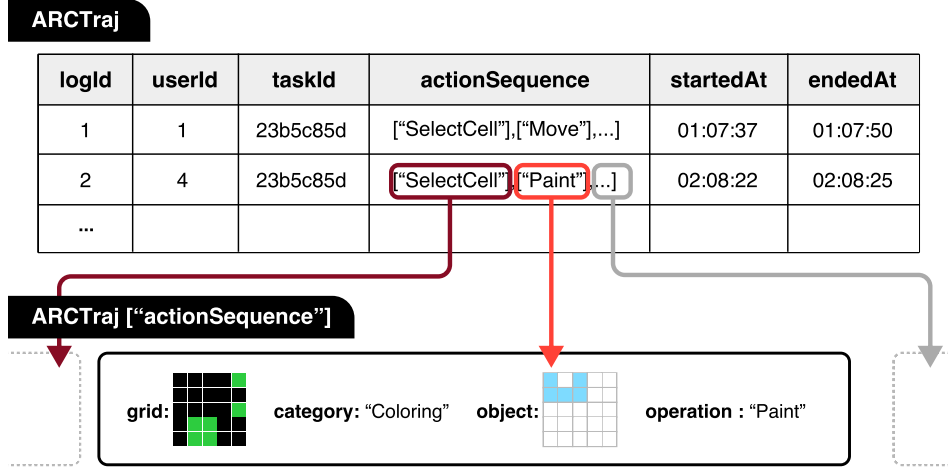 ARCTraj
logId userId taskId actionSequence startedAt endedAt
1 1 23b5c85d [“SelectCell”],[“Move”],...] 01:07:37 01:07:50
2 4 23b5c85d [“SelectCell”],[“Paint”],...] 02:08:22 02:08:25
...
ARCTraj [“actionSequence”]
grid: category: “Coloring” object: operation : “Paint”